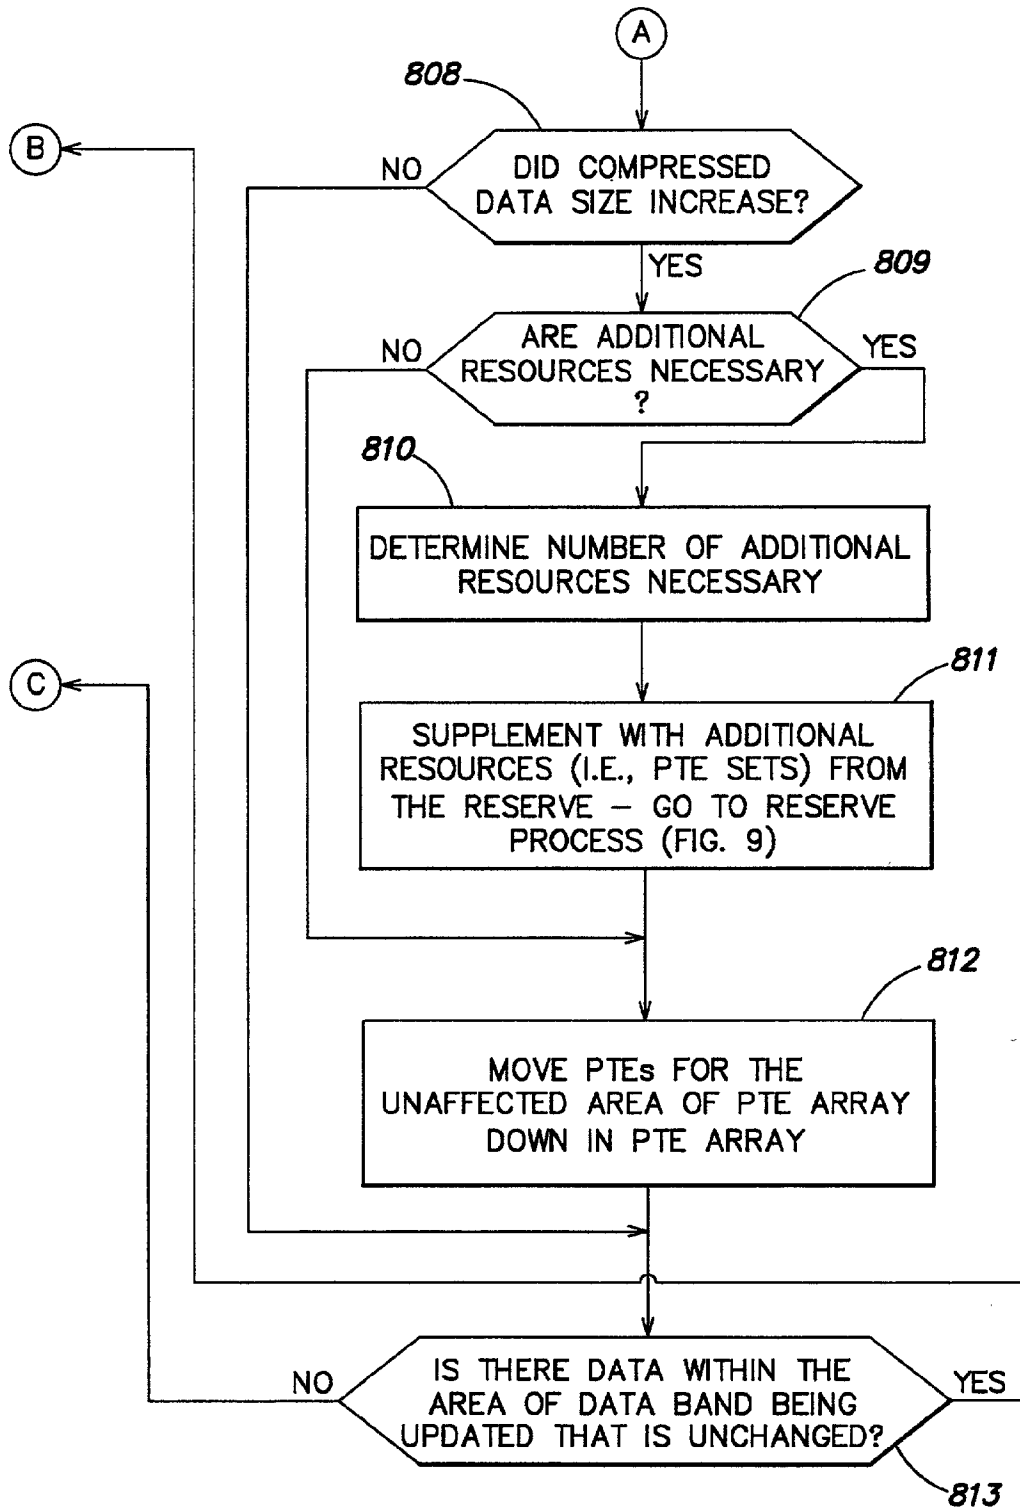 A
808
B
NO
DID COMPRESSED
DATA SIZE INCREASE?
YES
809
NO
ARE ADDITIONAL
RESOURCES NECESSARY
?
YES
810
DETERMINE NUMBER OF ADDITIONAL
RESOURCES NECESSARY
811
C
SUPPLEMENT WITH ADDITIONAL
RESOURCES (I.E., PTE SETS) FROM
THE RESERVE – GO TO RESERVE
PROCESS (FIG. 9)
812
MOVE PTEs FOR THE
UNAFFECTED AREA OF PTE ARRAY
DOWN IN PTE ARRAY
NO
IS THERE DATA WITHIN THE
AREA OF DATA BAND BEING
UPDATED THAT IS UNCHANGED?
YES
813